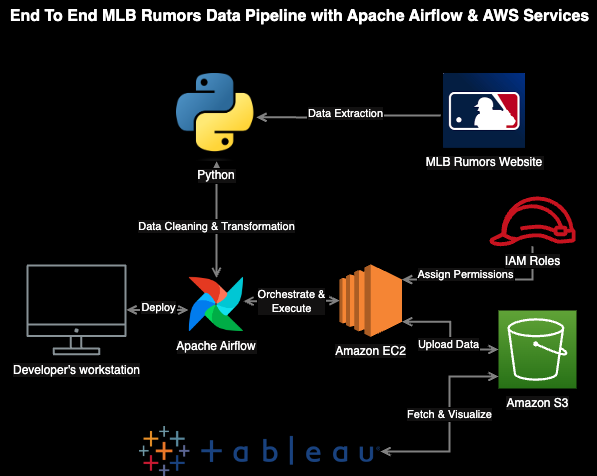 End To End MLB Rumors Data Pipeline with Apache Airflow & AWS Services
Data Extraction
MLB Rumors Website
Python
Data Cleaning & Transformation
IAM Roles
Assign Permissions
Deploy
Orchestrate &
Execute
Apache Airflow
Amazon EC2
Upload Data
Developer's workstation
Amazon S3
Fetch & Visualize
+ableau